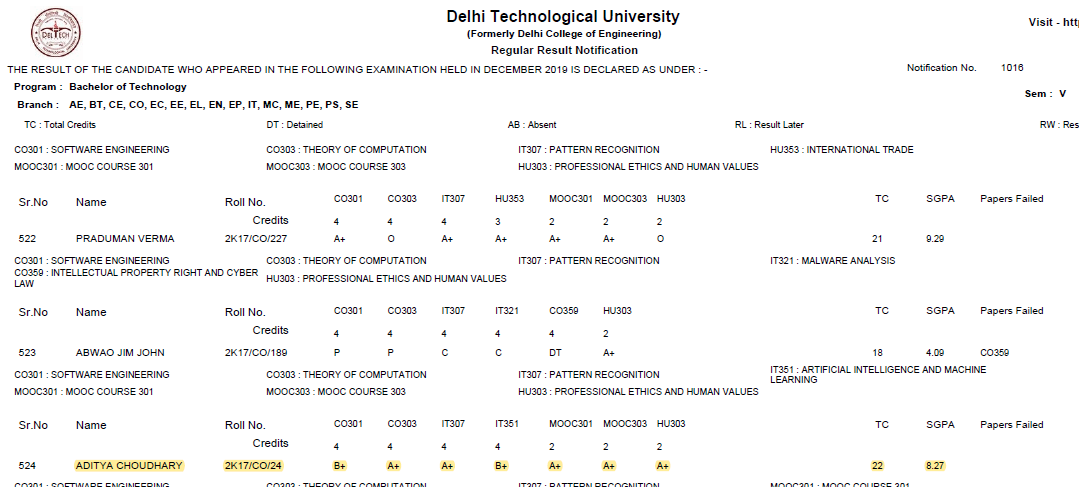 Delhi Technological University
(Formerly Delhi College of Engineering)
Visit - htt
Regular Result Notification
THE RESULT OF THE CANDIDATE WHO APPEARED IN THE FOLLOWING EXAMINATION HELD IN DECEMBER 2019 IS DECLARED AS UNDER : - Notification No. 1016
Program : Bachelor of Technology
Sem : V
Branch : AE, BT, CE, CO, EC, EE, EL, EN, EP, IT, MC, ME, PE, PS, SE
TC : Total Credits DT : Detained AB : Absent RL : Result Later RW : Res
CO301 : SOFTWARE ENGINEERING CO303 : THEORY OF COMPUTATION IT307 : PATTERN RECOGNITION HU353 : INTERNATIONAL TRADE
MOOC301 : MOOC COURSE 301 MOOC303 : MOOC COURSE 303 HU303 : PROFESSIONAL ETHICS AND HUMAN VALUES
Sr.No Name Roll No. CO301 CO303 IT307 HU353 MOOC301 MOOC303 HU303 TC SGPA Papers Failed
Credits 4 4 4 3 2 2 2
522 PRADUMAN VERMA 2K17/CO/227 A+ O A+ A+ A+ A+ O 21 9.29
CO301 : SOFTWARE ENGINEERING CO303 : THEORY OF COMPUTATION IT307 : PATTERN RECOGNITION IT321 : MALWARE ANALYSIS
CO359 : INTELLECTUAL PROPERTY RIGHT AND CYBER LAW HU303 : PROFESSIONAL ETHICS AND HUMAN VALUES
Sr.No Name Roll No. CO301 CO303 IT307 IT321 CO359 HU303 TC SGPA Papers Failed
Credits 4 4 4 4 4 2
523 ABWAO JIM JOHN 2K17/CO/189 P P C C DT A+ 18 4.09 CO359
CO301 : SOFTWARE ENGINEERING CO303 : THEORY OF COMPUTATION IT307 : PATTERN RECOGNITION IT351 : ARTIFICIAL INTELLIGENCE AND MACHINE LEARNING
MOOC301 : MOOC COURSE 301 MOOC303 : MOOC COURSE 303 HU303 : PROFESSIONAL ETHICS AND HUMAN VALUES
Sr.No Name Roll No. CO301 CO303 IT307 IT351 MOOC301 MOOC303 HU303 TC SGPA Papers Failed
Credits 4 4 4 4 2 2 2
524 ADITYA CHOUDHARY 2K17/CO/24 B+ A+ A+ B+ A+ A+ A+ 22 8.27
CO301 : SOFTWARE ENGINEERING CO303 : THEORY OF COMPUTATION IT307 : PATTERN RECOGNITION MOOC301 : MOOC COURSE 301